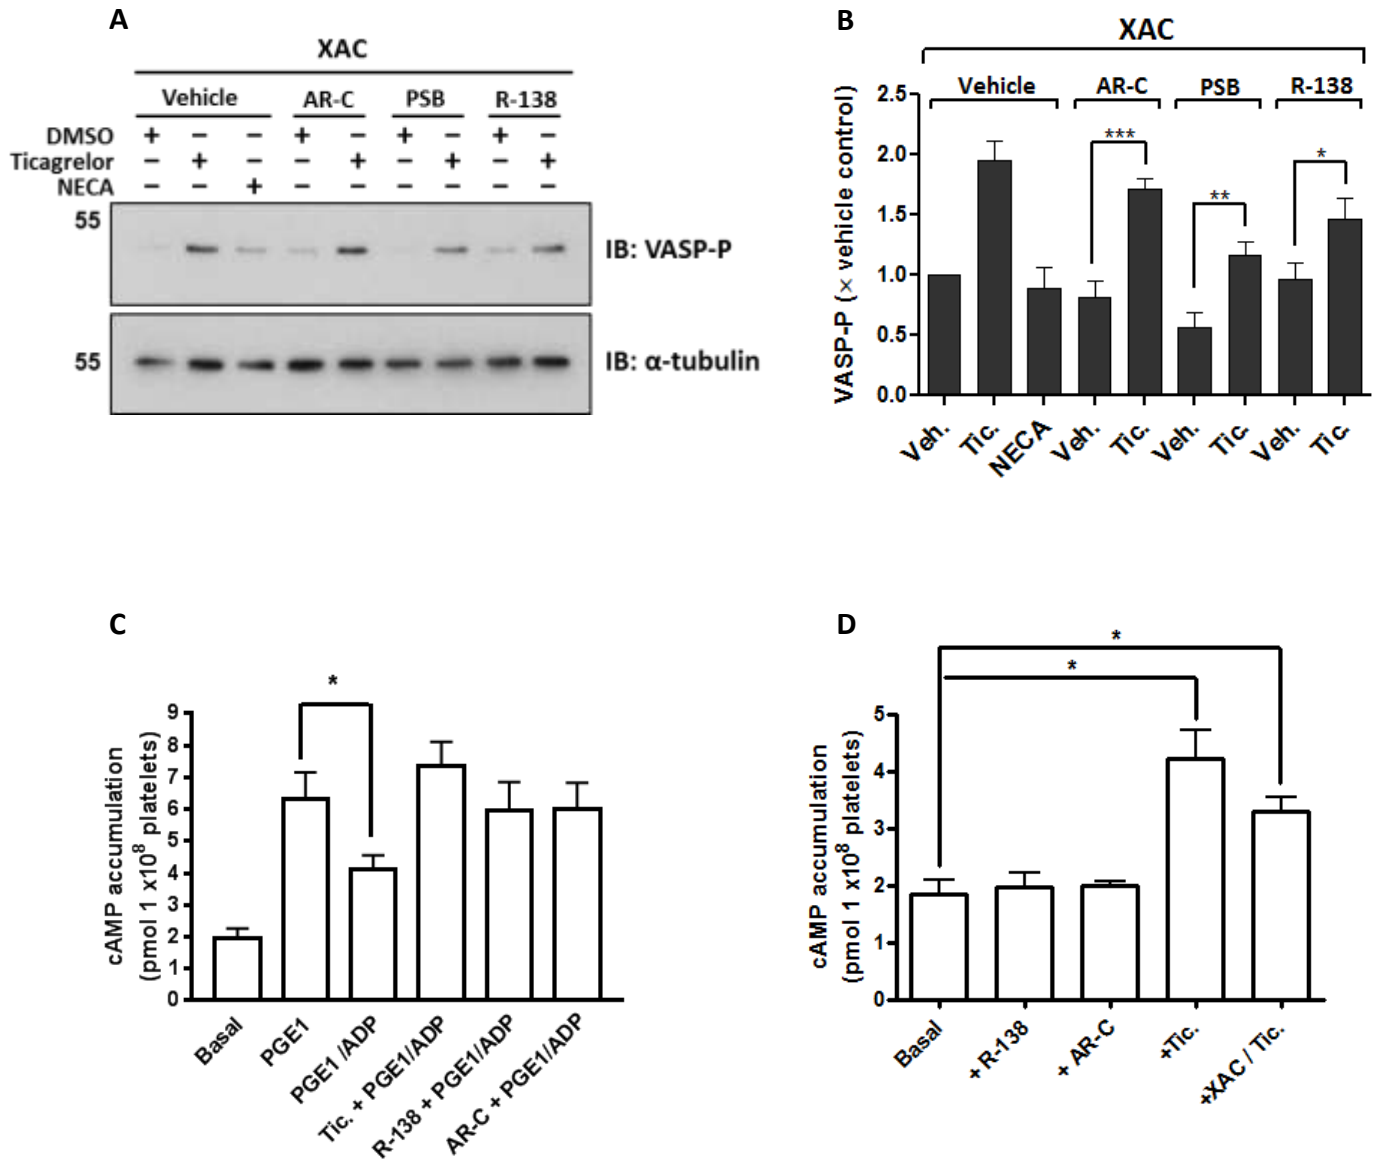 A
XAC
Vehicle AR-C PSB R-138
DMSO + − − + − + − + −
Ticagrelor − + − − + − + − +
NECA − − + − − − − − −
55
IB: VASP-P
55
IB: α-tubulin
B
XAC
Vehicle AR-C PSB R-138
VASP-P (× vehicle control)
2.5
2.0
1.5
1.0
0.5
0.0
***
**
*
Veh. Tic. NECA Veh. Tic. Veh. Tic. Veh. Tic.
C
*
cAMP accumulation
(pmol 1 x10⁸ platelets)
9
8
7
6
5
4
3
2
1
0
Basal
PGE1
PGE1 /ADP
Tic. + PGE1/ADP
R-138 + PGE1/ADP
AR-C + PGE1/ADP
D
*
*
cAMP accumulation
(pmol 1 x10⁸ platelets)
5
4
3
2
1
0
Basal
+ R-138
+ AR-C
+Tic.
+XAC / Tic.